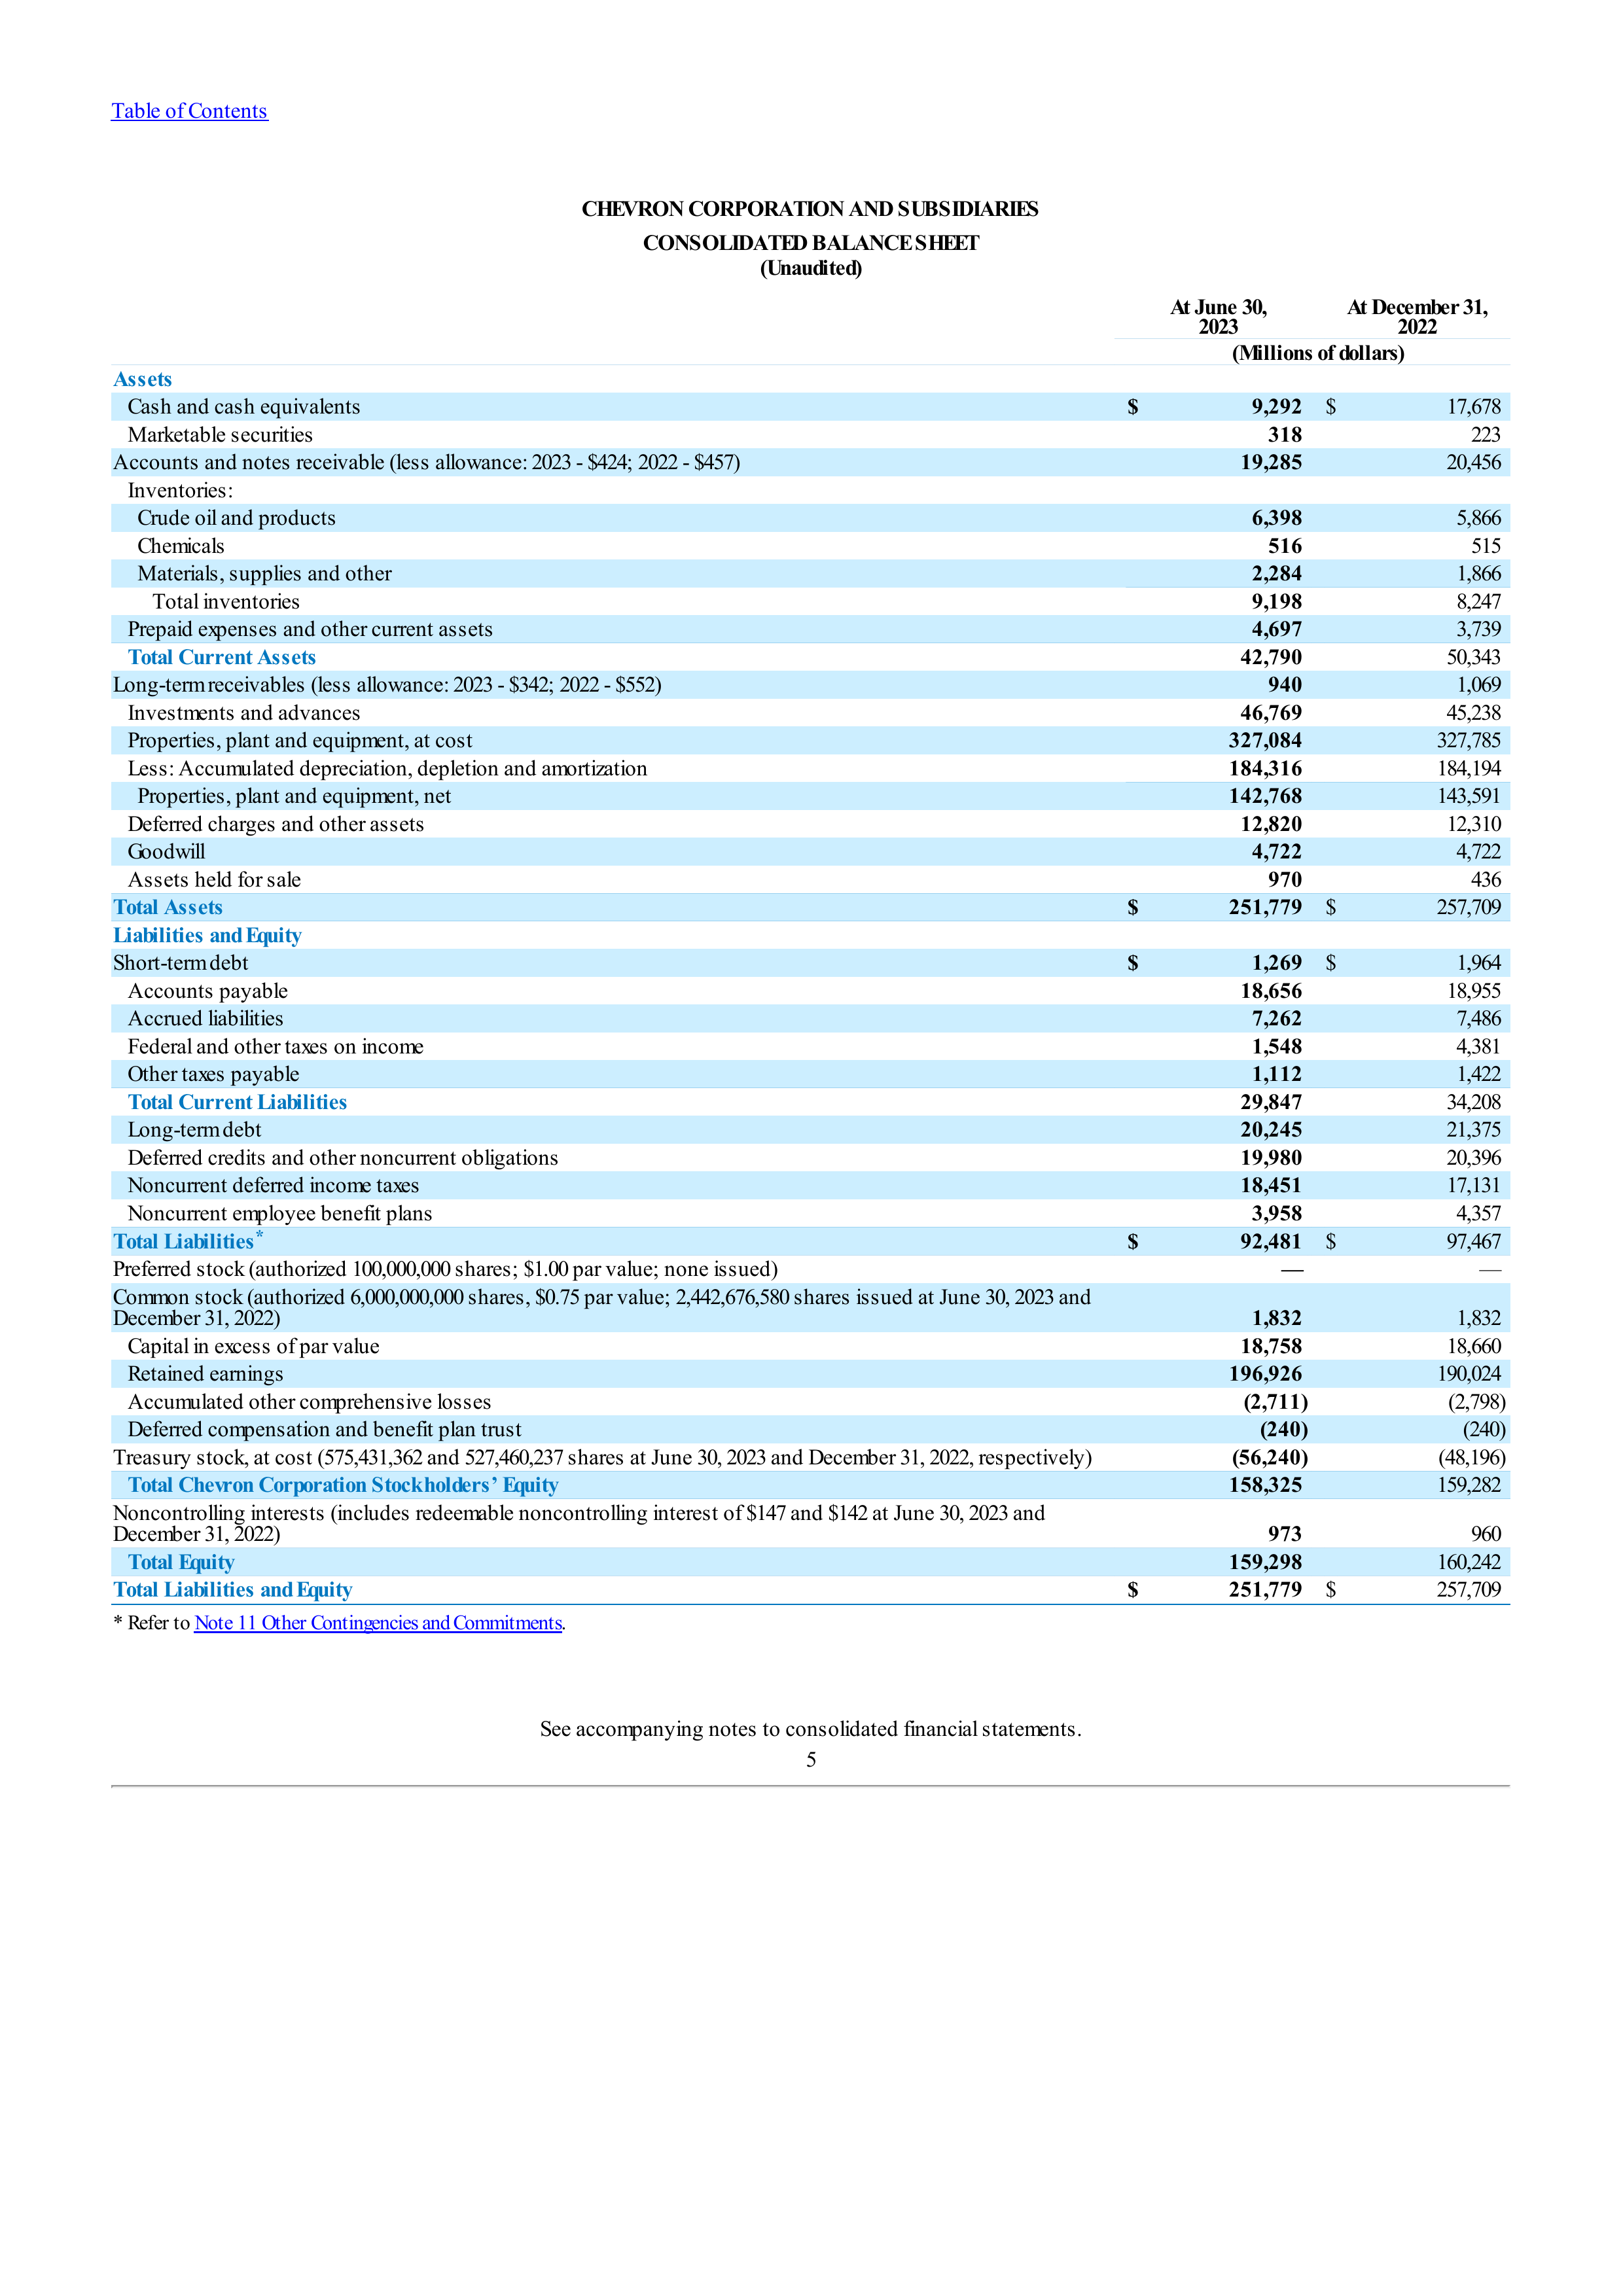 Table of Contents
CHEVRON CORPORATION AND SUBSIDIARIES
CONSOLIDATED BALANCE SHEET
(Unaudited)
At June 30, 2023 At December 31, 2022
(Millions of dollars)
Assets
Cash and cash equivalents $ 9,292 $ 17,678
Marketable securities 318 223
Accounts and notes receivable (less allowance: 2023 - $424; 2022 - $457) 19,285 20,456
Inventories:
Crude oil and products 6,398 5,866
Chemicals 516 515
Materials, supplies and other 2,284 1,866
Total inventories 9,198 8,247
Prepaid expenses and other current assets 4,697 3,739
Total Current Assets 42,790 50,343
Long-term receivables (less allowance: 2023 - $342; 2022 - $552) 940 1,069
Investments and advances 46,769 45,238
Properties, plant and equipment, at cost 327,084 327,785
Less: Accumulated depreciation, depletion and amortization 184,316 184,194
Properties, plant and equipment, net 142,768 143,591
Deferred charges and other assets 12,820 12,310
Goodwill 4,722 4,722
Assets held for sale 970 436
Total Assets $ 251,779 $ 257,709
Liabilities and Equity
Short-term debt $ 1,269 $ 1,964
Accounts payable 18,656 18,955
Accrued liabilities 7,262 7,486
Federal and other taxes on income 1,548 4,381
Other taxes payable 1,112 1,422
Total Current Liabilities 29,847 34,208
Long-term debt 20,245 21,375
Deferred credits and other noncurrent obligations 19,980 20,396
Noncurrent deferred income taxes 18,451 17,131
Noncurrent employee benefit plans 3,958 4,357
Total Liabilities* $ 92,481 $ 97,467
Preferred stock (authorized 100,000,000 shares; $1.00 par value; none issued) — —
Common stock (authorized 6,000,000,000 shares, $0.75 par value; 2,442,676,580 shares issued at June 30, 2023 and
December 31, 2022) 1,832 1,832
Capital in excess of par value 18,758 18,660
Retained earnings 196,926 190,024
Accumulated other comprehensive losses (2,711) (2,798)
Deferred compensation and benefit plan trust (240) (240)
Treasury stock, at cost (575,431,362 and 527,460,237 shares at June 30, 2023 and December 31, 2022, respectively) (56,240) (48,196)
Total Chevron Corporation Stockholders’ Equity 158,325 159,282
Noncontrolling interests (includes redeemable noncontrolling interest of $147 and $142 at June 30, 2023 and
December 31, 2022) 973 960
Total Equity 159,298 160,242
Total Liabilities and Equity $ 251,779 $ 257,709
* Refer to Note 11 Other Contingencies and Commitments.
See accompanying notes to consolidated financial statements.
5